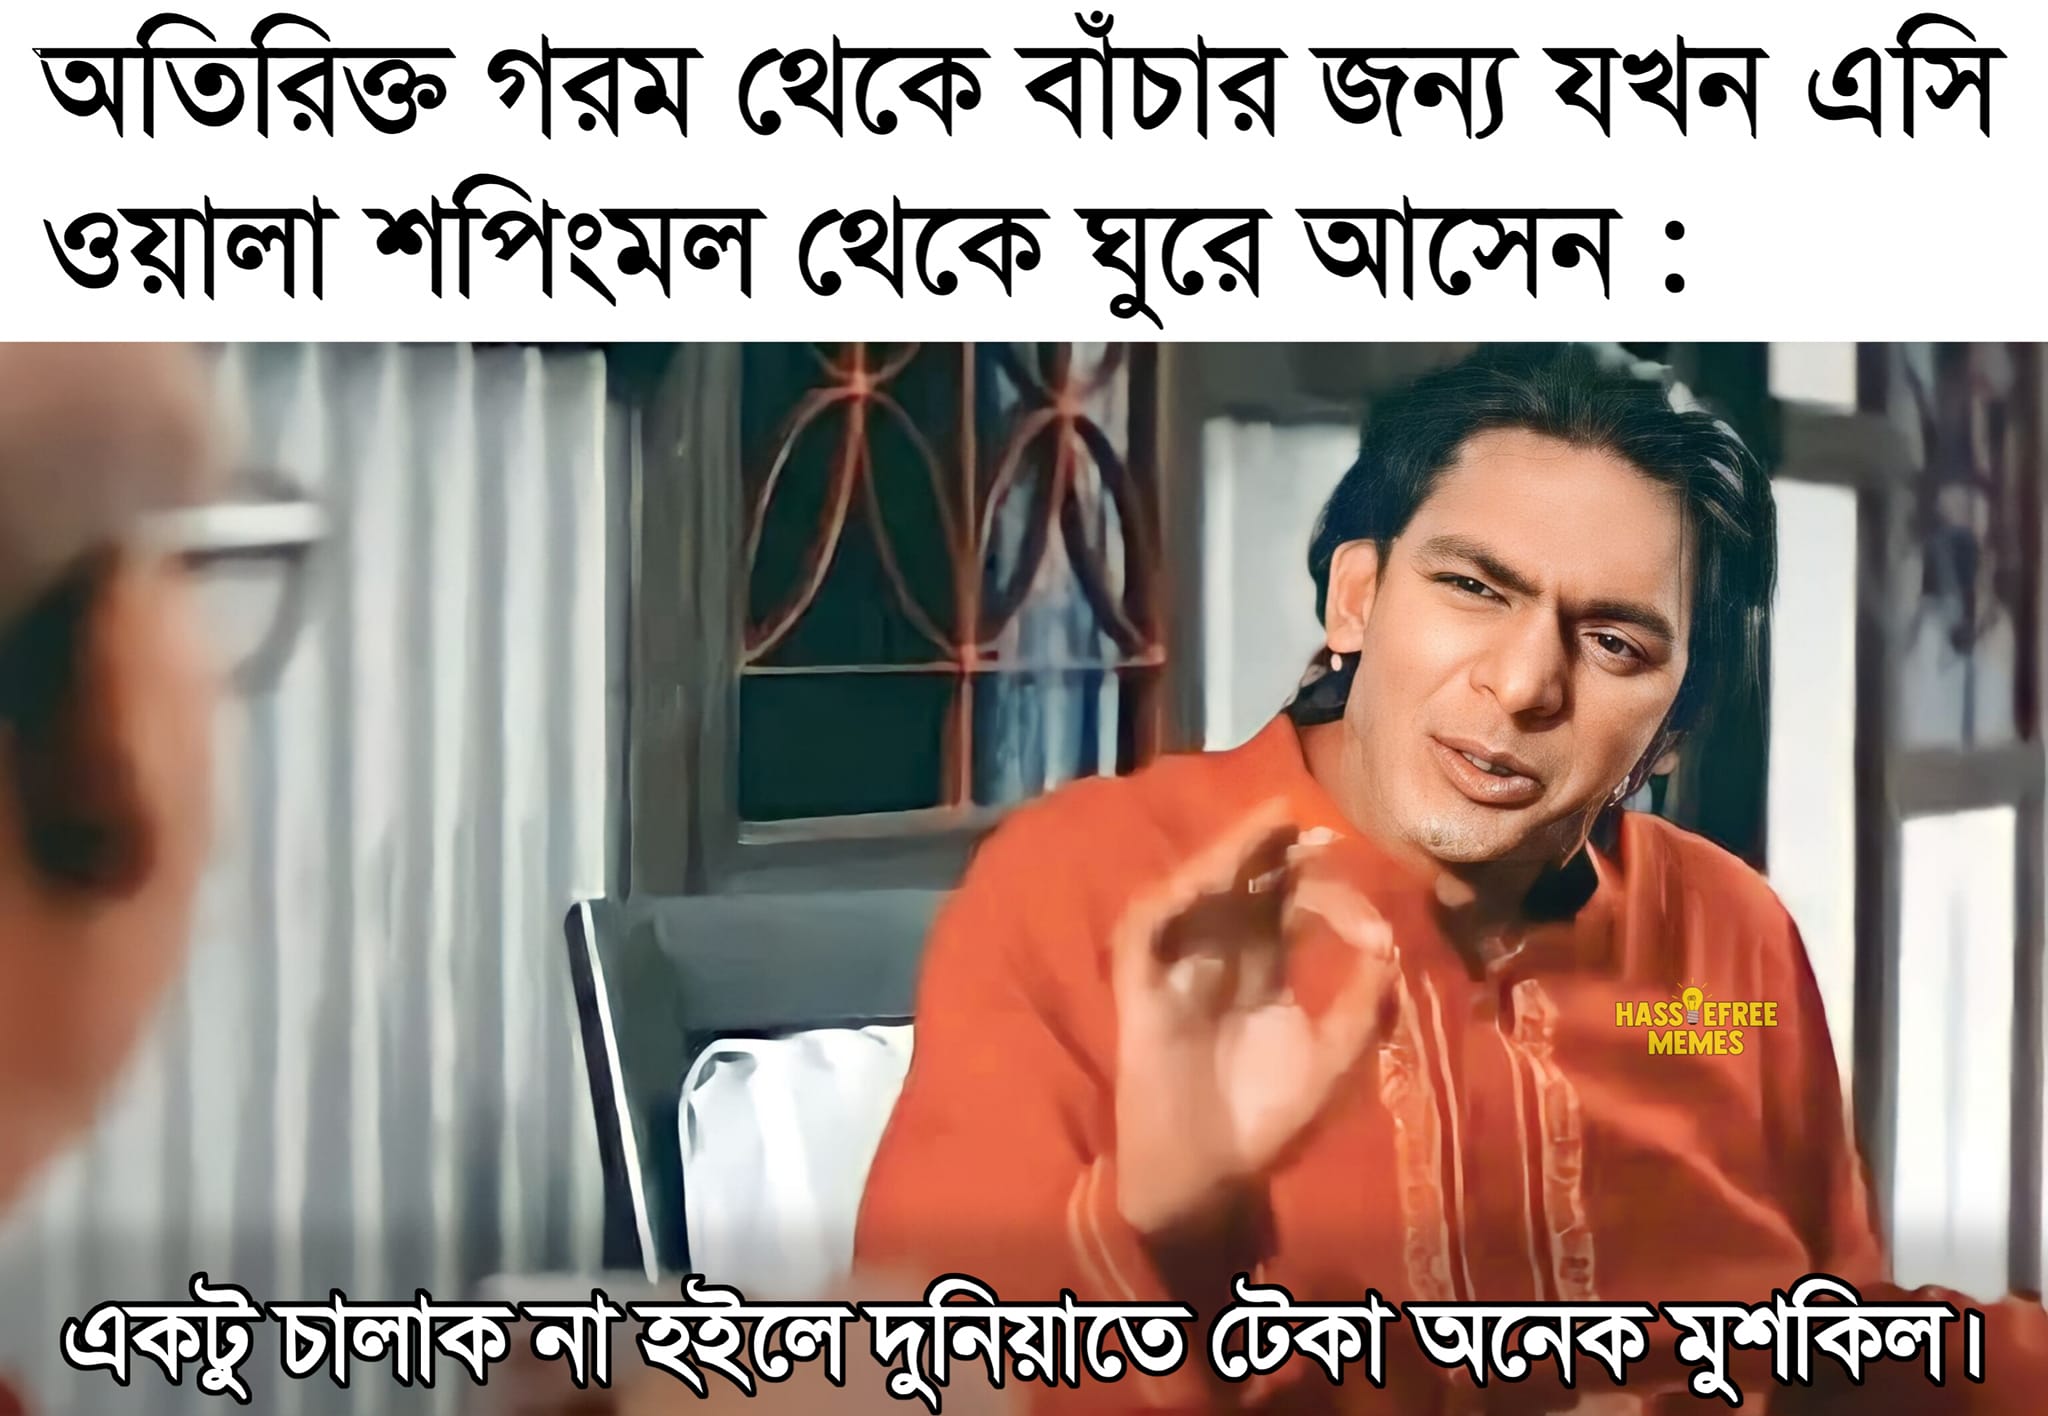 অতিরিক্ত গরম থেকে বাঁচার জন্য যখন এসি
ওয়ালা শপিংমল থেকে ঘুরে আসেন :
HASSLEFREE
MEMES
একটু চালাক না হইলে দুনিয়াতে টেকা অনেক মুশকিল।